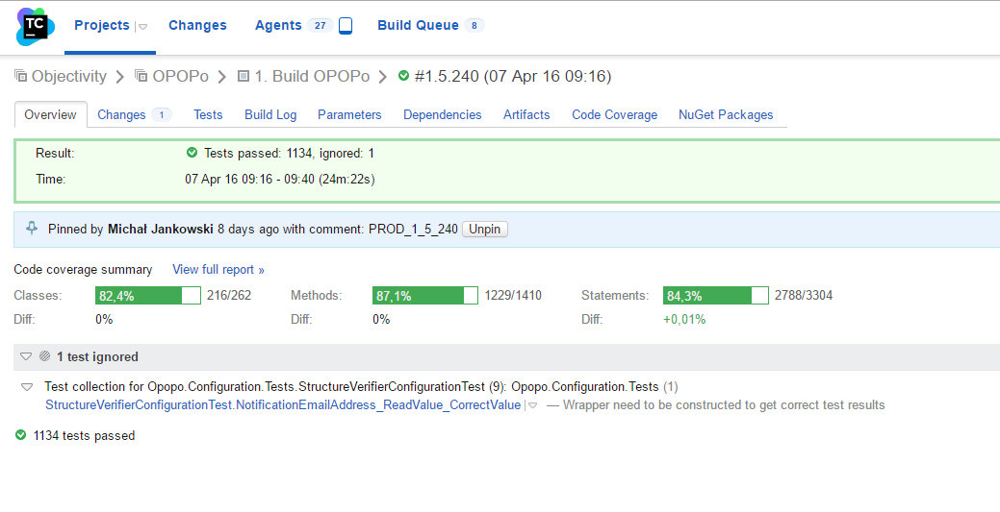 TC Projects Changes Agents 27 Build Queue 8
Objectivity OPOPo 1. Build OPOPo #1.5.240 (07 Apr 16 09:16)
Overview Changes 1 Tests Build Log Parameters Dependencies Artifacts Code Coverage NuGet Packages
Result: Tests passed: 1134, ignored: 1
Time: 07 Apr 16 09:16 - 09:40 (24m:22s)
Pinned by Michał Jankowski 8 days ago with comment: PROD_1_5_240 Unpin
Code coverage summary View full report »
Classes: 82,4% 216/262 Methods: 87,1% 1229/1410 Statements: 84,3% 2788/3304
Diff: 0% Diff: 0% Diff: +0,01%
1 test ignored
Test collection for Opopo.Configuration.Tests.StructureVerifierConfigurationTest (9): Opopo.Configuration.Tests (1)
StructureVerifierConfigurationTest.NotificationEmailAddress_ReadValue_CorrectValue — Wrapper need to be constructed to get correct test results
1134 tests passed